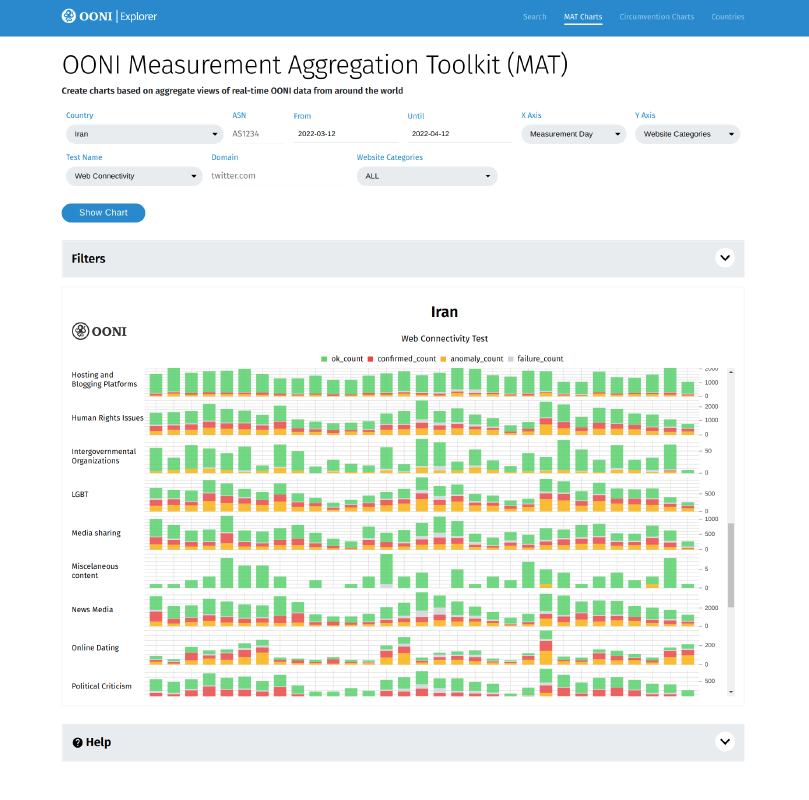 OONI Explorer
Search MAT Charts Circumvention Charts Countries
OONI Measurement Aggregation Toolkit (MAT)
Create charts based on aggregate views of real-time OONI data from around the world
Country ASN From Until X Axis Y Axis
Iran AS1234 2022-03-12 2022-04-12 Measurement Day Website Categories
Test Name Domain Website Categories
Web Connectivity twitter.com ALL
Show Chart
Filters
Iran
OONI
Web Connectivity Test
ok_count confirmed_count anomaly_count failure_count
Hosting and
Blogging Platforms
2000
1000
0
Human Rights Issues
2000
1000
0
Intergovernmental
Organizations
50
0
LGBT
500
0
Media sharing
1000
500
0
Miscelaneous
content
5
0
News Media
2000
0
Online Dating
200
0
Political Criticism
500
Help